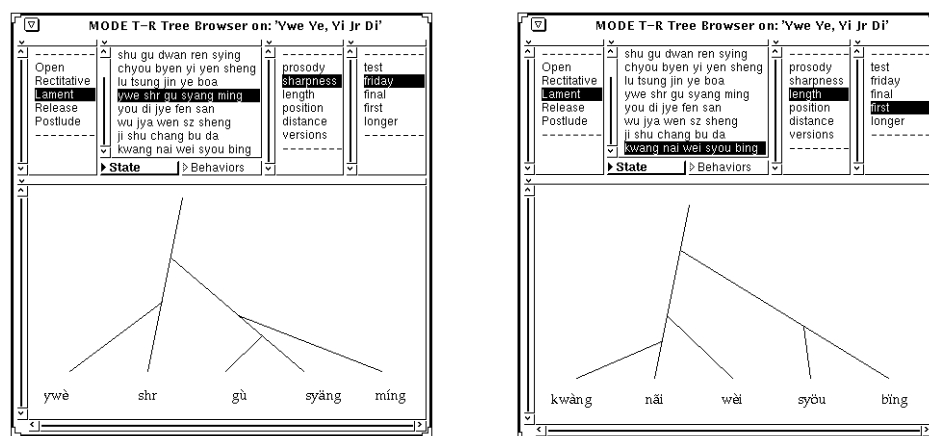 MODE T-R Tree Browser on: 'Ywe Ye, Yi Jr Di'
----------
Open
Rectitative
Lament
Release
Postlude
----------
shu gu dwan ren sying
chyou byen yi yen sheng
lu tsung jin ye boa
ywe shr gu syang ming
you di jye fen san
wu jya wen sz sheng
ji shu chang bu da
kwang nai wei syou bing
State
Behaviors
----------
prosody
sharpness
length
position
distance
versions
----------
----------
test
friday
final
first
longer
----------
ywè shr gù syäng míng
MODE T-R Tree Browser on: 'Ywe Ye, Yi Jr Di'
----------
Open
Rectitative
Lament
Release
Postlude
----------
shu gu dwan ren sying
chyou byen yi yen sheng
lu tsung jin ye boa
ywe shr gu syang ming
you di jye fen san
wu jya wen sz sheng
ji shu chang bu da
kwang nai wei syou bing
State
Behaviors
----------
prosody
sharpness
length
position
distance
versions
----------
----------
test
friday
final
first
longer
----------
kwàng näi wèi syöu bïng